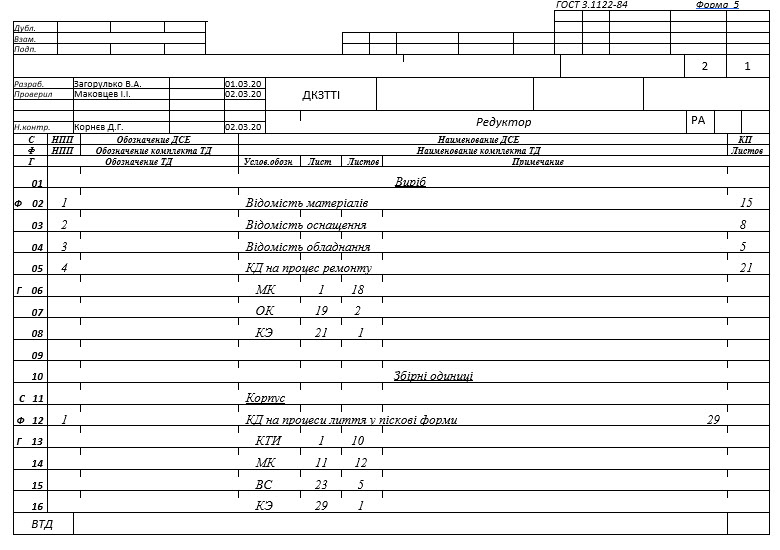 ГОСТ 3.1122-84 Форма 5
Дубл.
Взам.
Подп.
2 1
Разраб. Загорулько В.А. 01.03.20
Проверил Маковцев І.І. 02.03.20
ДКЗТТІ
Редуктор РА
Н.контр. Корнєв Д.Г. 02.03.20
С НПП Обозначение ДСЕ Наименование ДСЕ КП
Ф НПП Обозначение комплекта ТД Наименование комплекта ТД Листов
Г Обозначение ТД Услов.обозн Лист Листов Примечание
01 Виріб
Ф 02 1 Відомість матеріалів 15
03 2 Відомість оснащення 8
04 3 Відомість обладнання 5
05 4 КД на процес ремонту 21
Г 06 МК 1 18
07 ОК 19 2
08 КЭ 21 1
09
10 Збірні одиниці
С 11 Корпус
Ф 12 1 КД на процеси лиття у піскові форми 29
Г 13 КТИ 1 10
14 МК 11 12
15 ВС 23 5
16 КЭ 29 1
ВТД